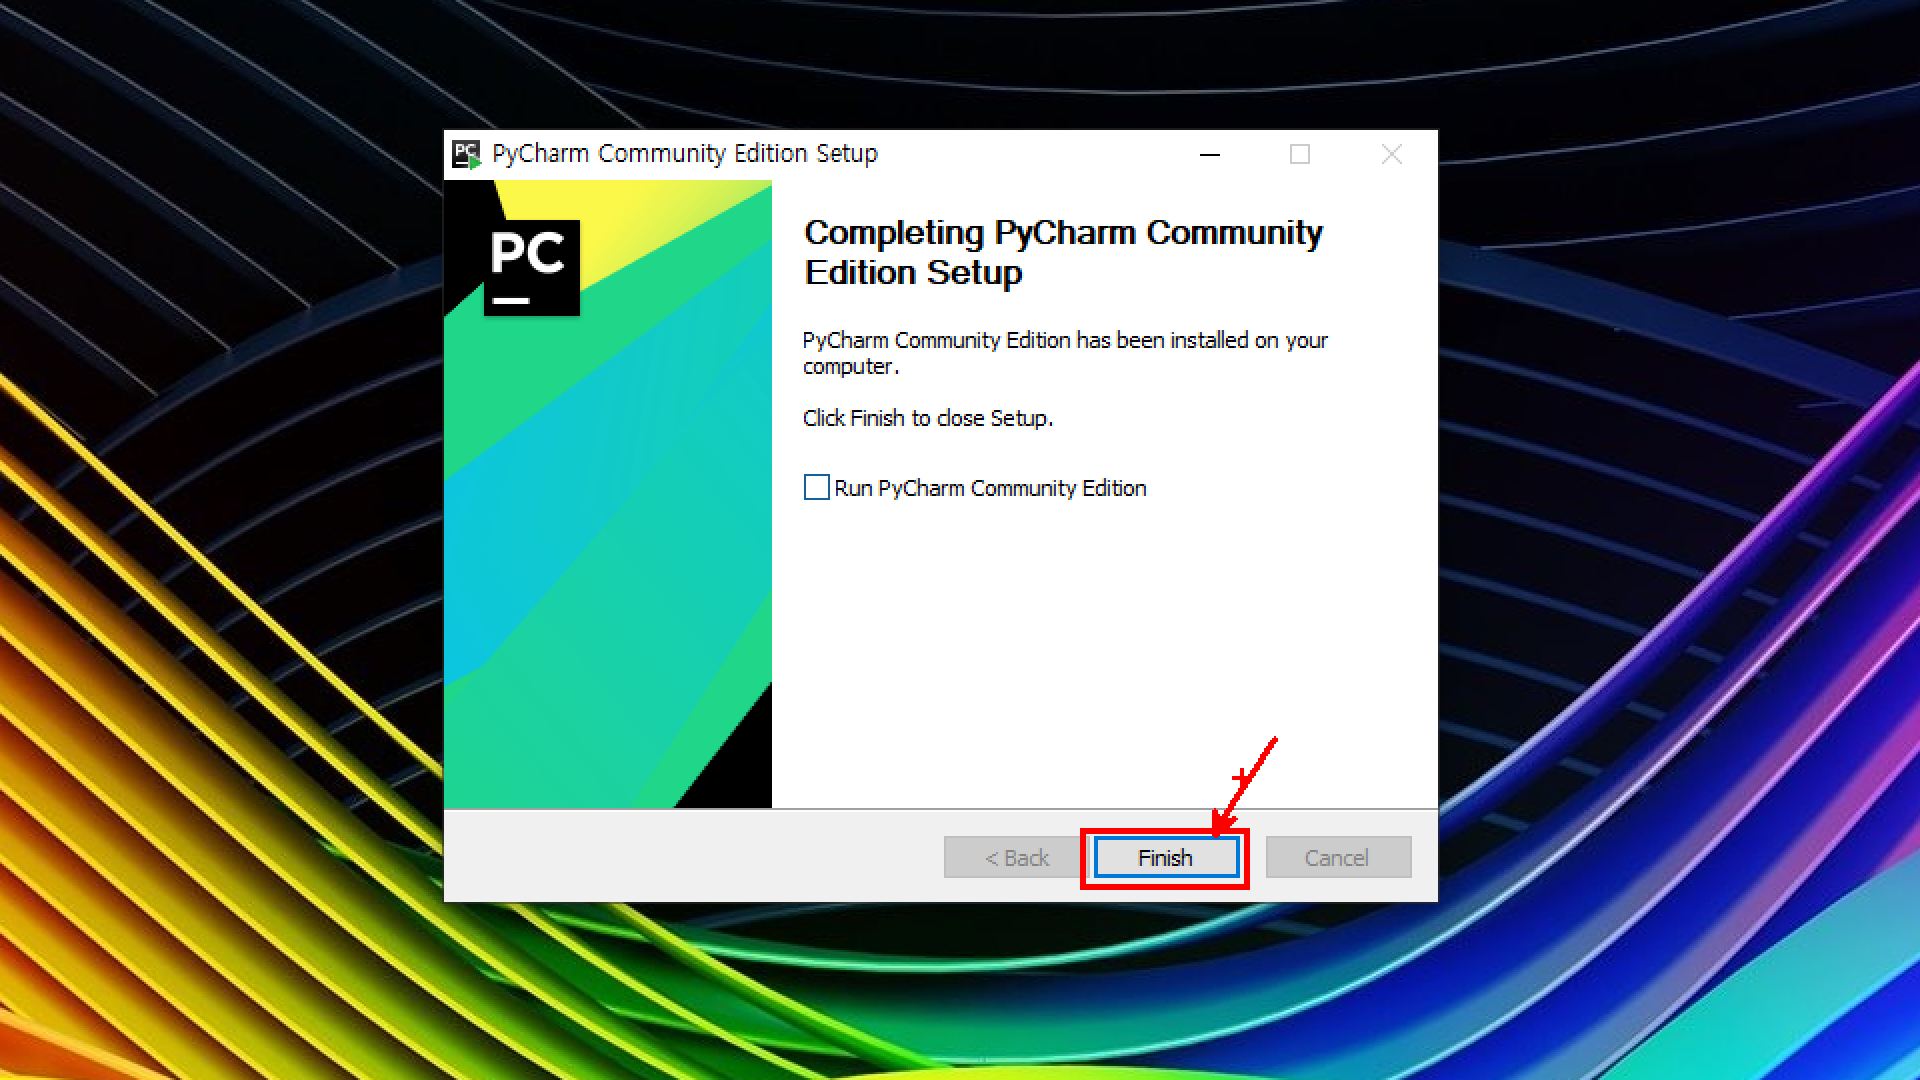 PC
PyCharm Community Edition Setup
PC
Completing PyCharm Community
Edition Setup
PyCharm Community Edition has been installed on your
computer.
Click Finish to close Setup.
Run PyCharm Community Edition
< Back
Finish
Cancel